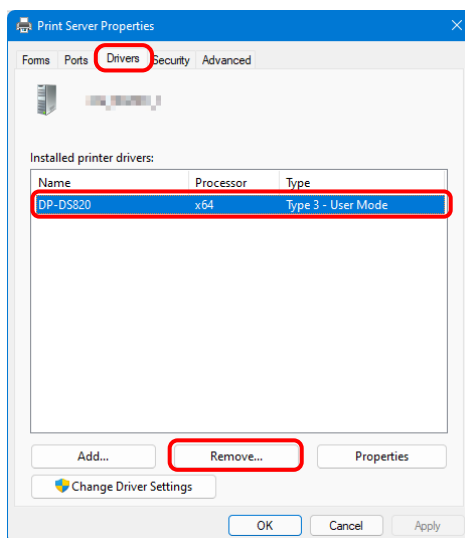 Print Server Properties
Forms Ports Drivers Security Advanced
Installed printer drivers:
Name Processor Type
DP-DS820 x64 Type 3 - User Mode
Add... Remove... Properties
Change Driver Settings
OK Cancel Apply